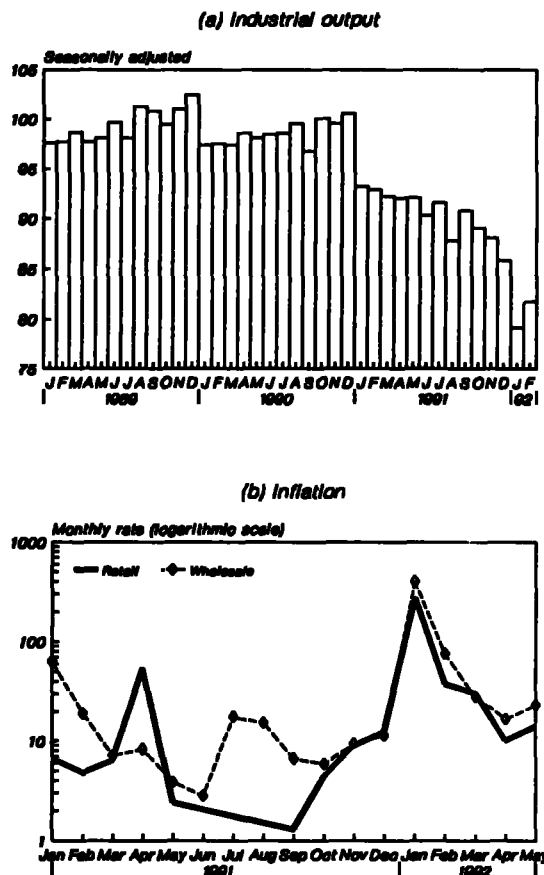 (a) Industrial output
Seasonally adjusted
105
100
95
90
85
80
75
J F M A M J J A S O N D J F M A M J J A S O N D J F M A M J J A S O N D J F
1989 1990 1991 92
(b) Inflation
Monthly rate (logarithmic scale)
1000
Retail Wholesale
100
10
1
Jan Feb Mar Apr May Jun Jul Aug Sep Oct Nov Dec Jan Feb Mar Apr May
1991 1992